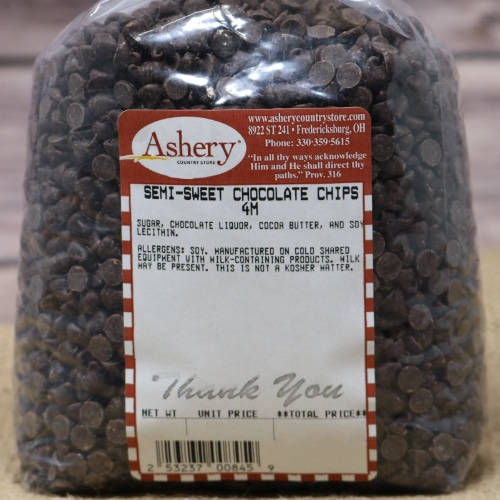 Ashery®
COUNTRY STORE
www.asherycountrystore.com
8922 ST 241 • Fredericksburg, OH
Phone: 330·359·5615
"In all thy ways acknowledge
Him and He shall direct thy
paths." Prov. 316
SEMI-SWEET CHOCOLATE CHIPS
4M
SUGAR, CHOCOLATE LIQUOR, COCOA BUTTER, AND SOY
LECITHIN.
ALLERGENS: SOY. MANUFACTURED ON COLD SHARED
EQUIPMENT WITH MILK-CONTAINING PRODUCTS. MILK
MAY BE PRESENT. THIS IS NOT A KOSHER MATTER.
Thank You
NET WT UNIT PRICE **TOTAL PRICE**
2 53237 00845 9